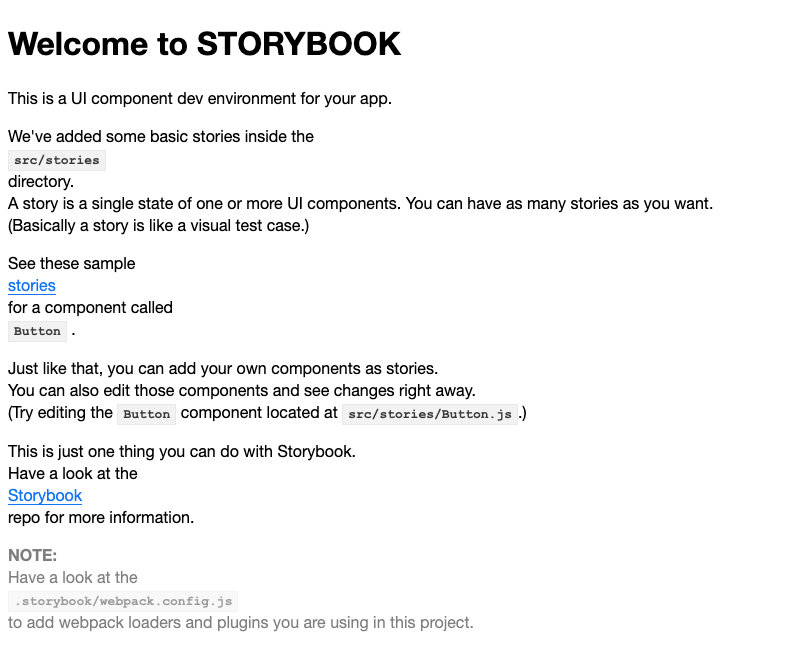 Welcome to STORYBOOK
This is a UI component dev environment for your app.
We've added some basic stories inside the
src/stories
directory.
A story is a single state of one or more UI components. You can have as many stories as you want.
(Basically a story is like a visual test case.)
See these sample
stories
for a component called
Button .
Just like that, you can add your own components as stories.
You can also edit those components and see changes right away.
(Try editing the Button component located at src/stories/Button.js .)
This is just one thing you can do with Storybook.
Have a look at the
Storybook
repo for more information.
NOTE:
Have a look at the
.storybook/webpack.config.js
to add webpack loaders and plugins you are using in this project.